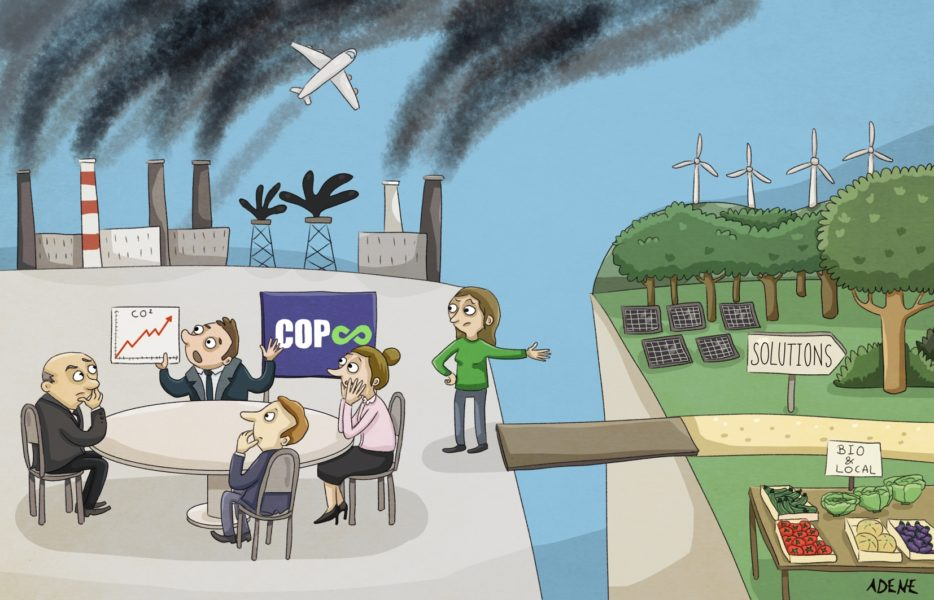 CO²
COP∞
SOLUTIONS
BIO
&
LOCAL
ADENE